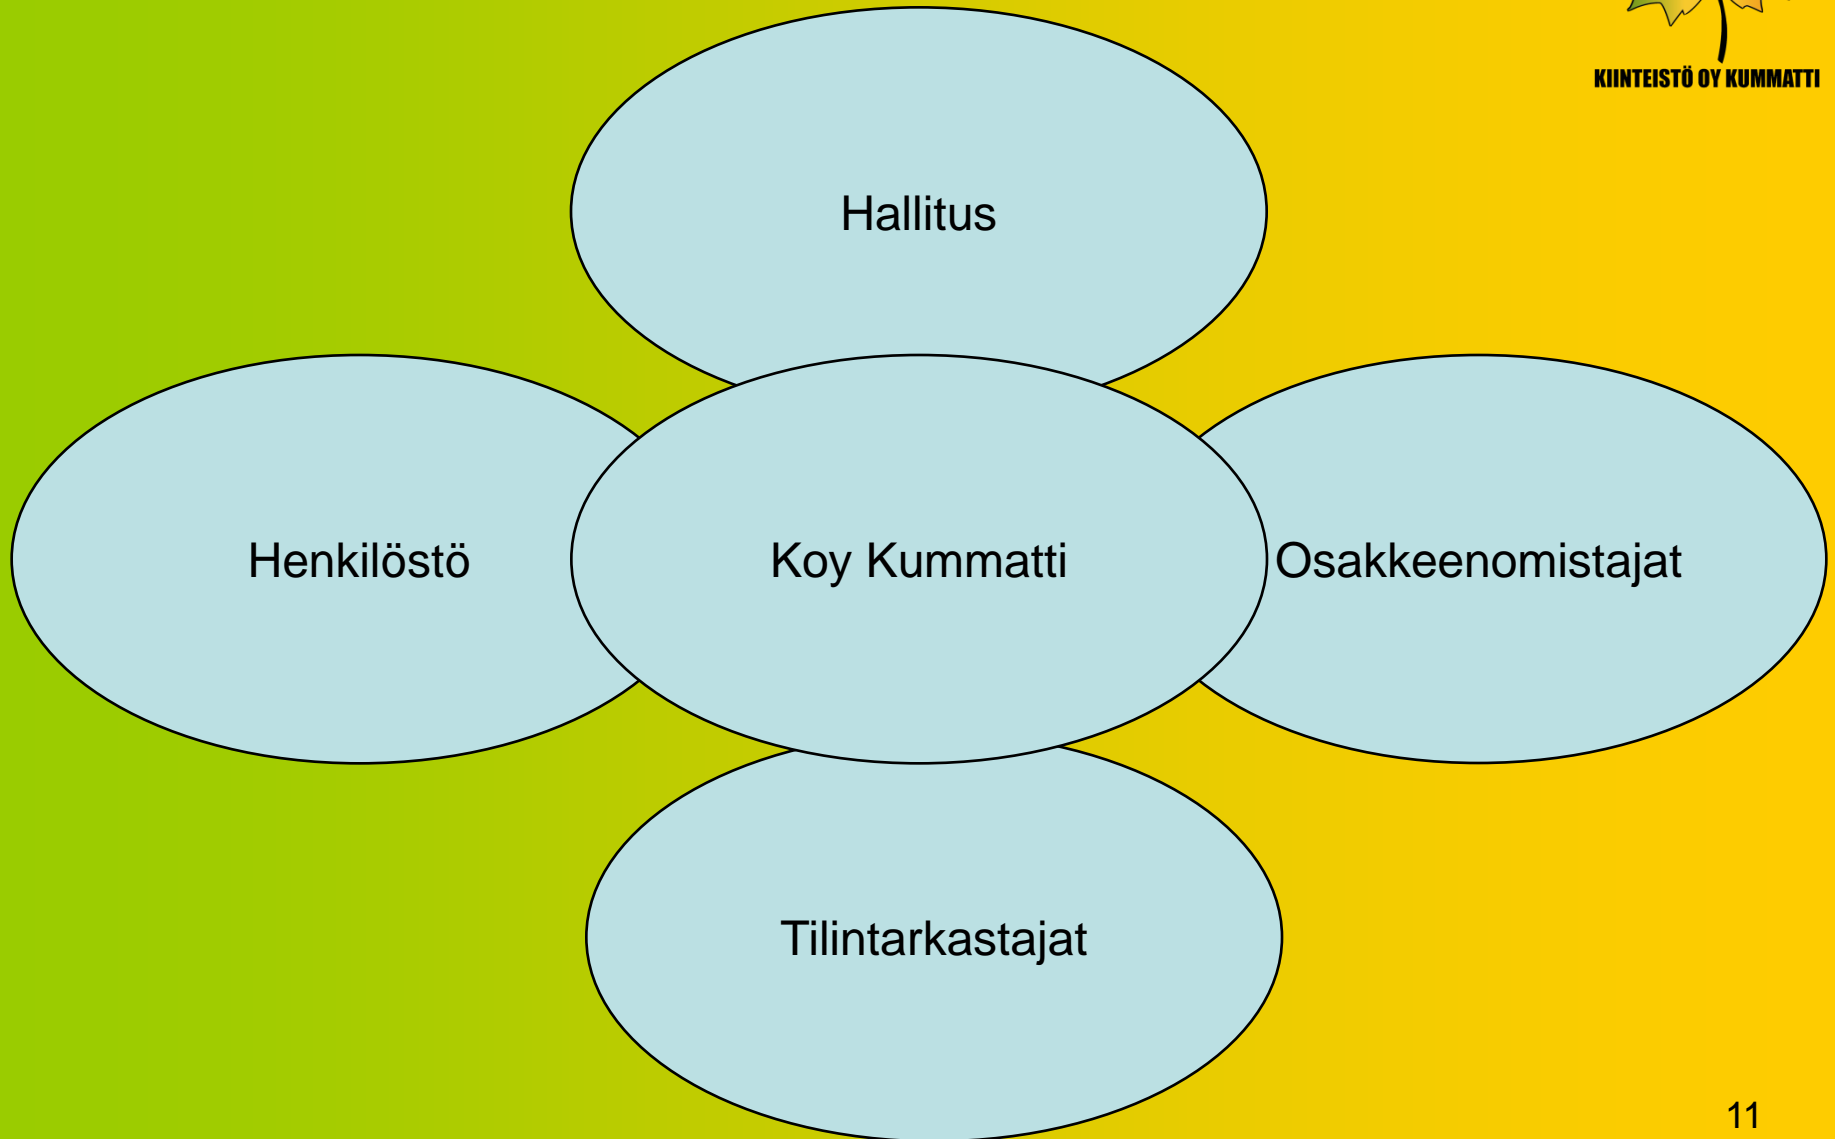 KIINTEISTÖ OY KUMMATTI
Hallitus
Henkilöstö
Koy Kummatti
Osakkeenomistajat
Tilintarkastajat
11